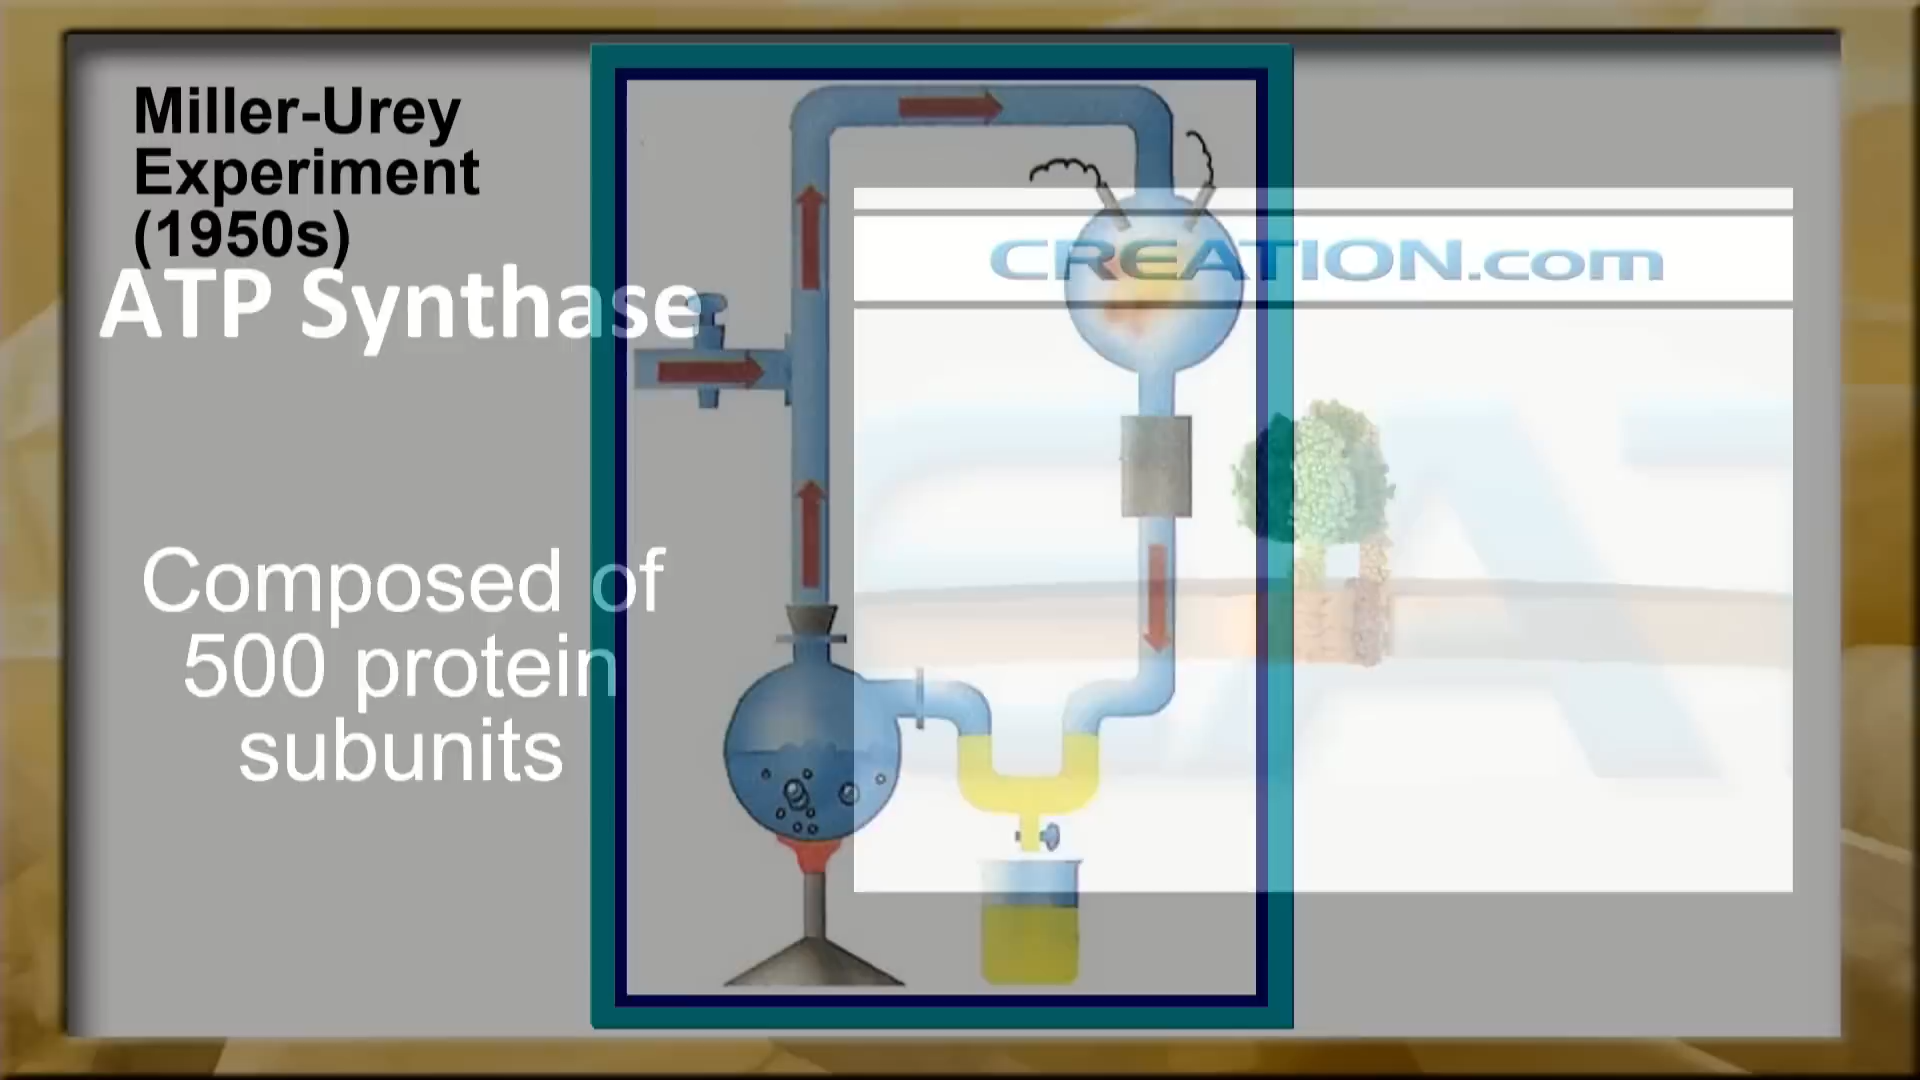 Miller-Urey
Experiment
(1950s)
ATP Synthase
CREATION.com
Composed of
500 protein
subunits